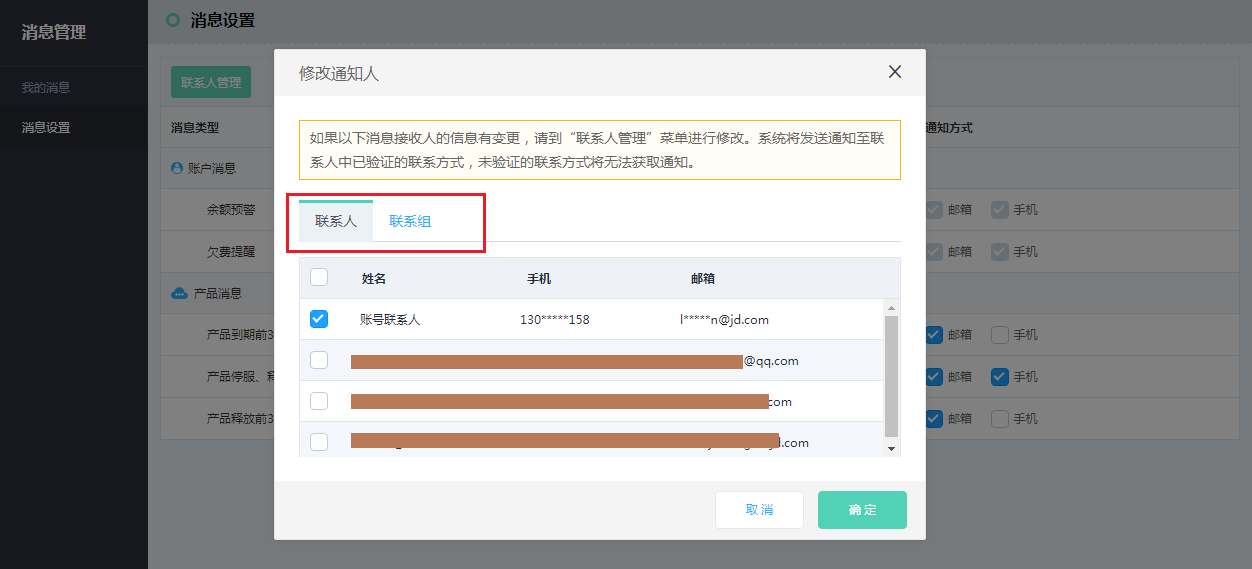 消息管理
我的消息
消息设置
消息设置
联系人管理
消息类型
通知方式
账户消息
余额预警
邮箱 手机
欠费提醒
邮箱 手机
产品消息
产品到期前3
邮箱 手机
产品停服、释
邮箱 手机
产品释放前3
邮箱 手机
修改通知人
如果以下消息接收人的信息有变更，请到“联系人管理”菜单进行修改。系统将发送通知至联
系人中已验证的联系方式，未验证的联系方式将无法获取通知。
联系人 联系组
姓名 手机 邮箱
账号联系人 130*****158 l*****n@jd.com
@qq.com
com
.com
取消 确定